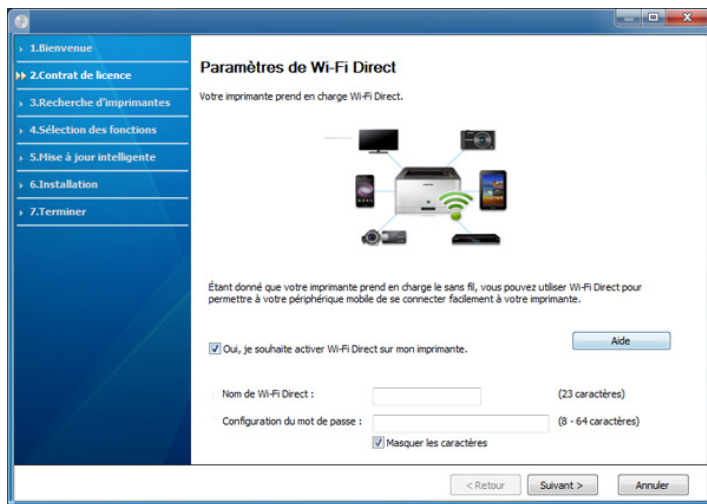 1.Bienvenue
2.Contrat de licence
3.Recherche d'imprimantes
4.Sélection des fonctions
5.Mise à jour intelligente
6.Installation
7.Terminer
Paramètres de Wi-Fi Direct
Votre imprimante prend en charge Wi-Fi Direct.
Étant donné que votre imprimante prend en charge le sans fil, vous pouvez utiliser Wi-Fi Direct pour
permettre à votre périphérique mobile de se connecter facilement à votre imprimante.
Oui, je souhaite activer Wi-Fi Direct sur mon imprimante.
Aide
Nom de Wi-Fi Direct :
(23 caractères)
Configuration du mot de passe :
(8 - 64 caractères)
Masquer les caractères
< Retour
Suivant >
Annuler